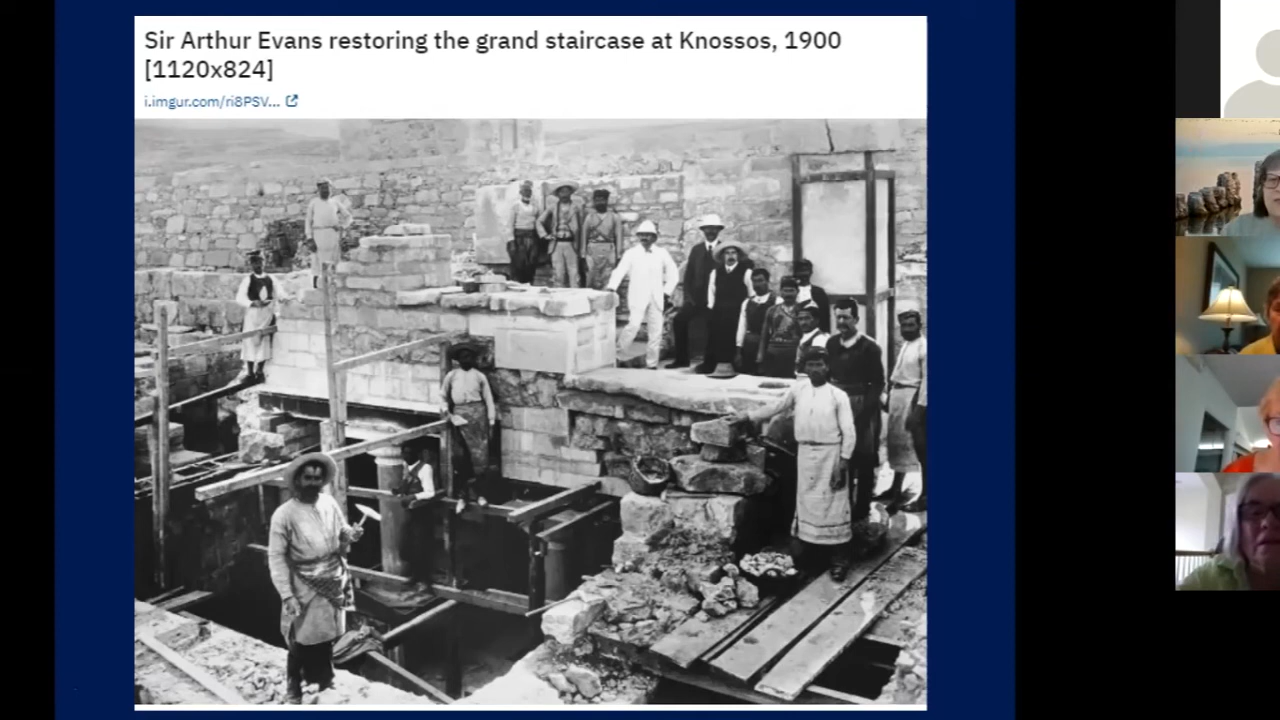 Sir Arthur Evans restoring the grand staircase at Knossos, 1900
[1120x824]
i.imgur.com/ri8PSV...